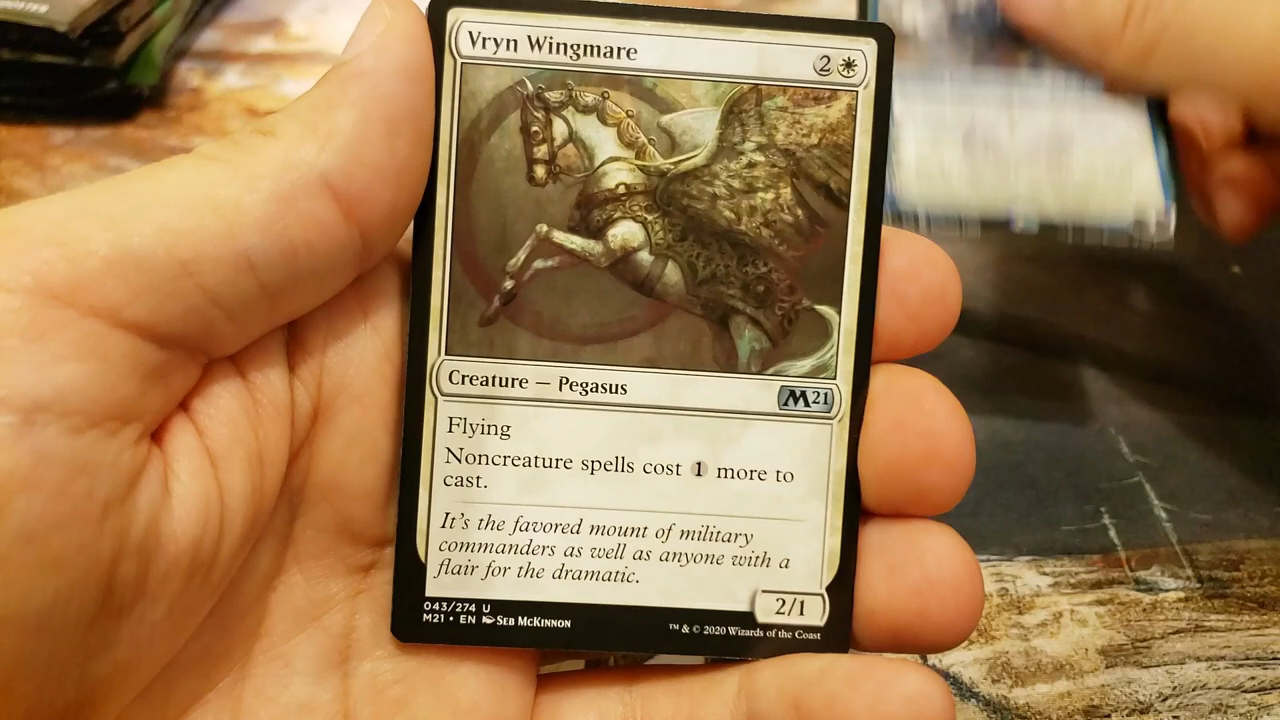 Vryn Wingmare 2
Creature — Pegasus M21
Flying
Noncreature spells cost 1 more to
cast.
It's the favored mount of military
commanders as well as anyone with a
flair for the dramatic.
2/1
043/274 U
M21 • EN Seb McKinnon
™ & © 2020 Wizards of the Coast